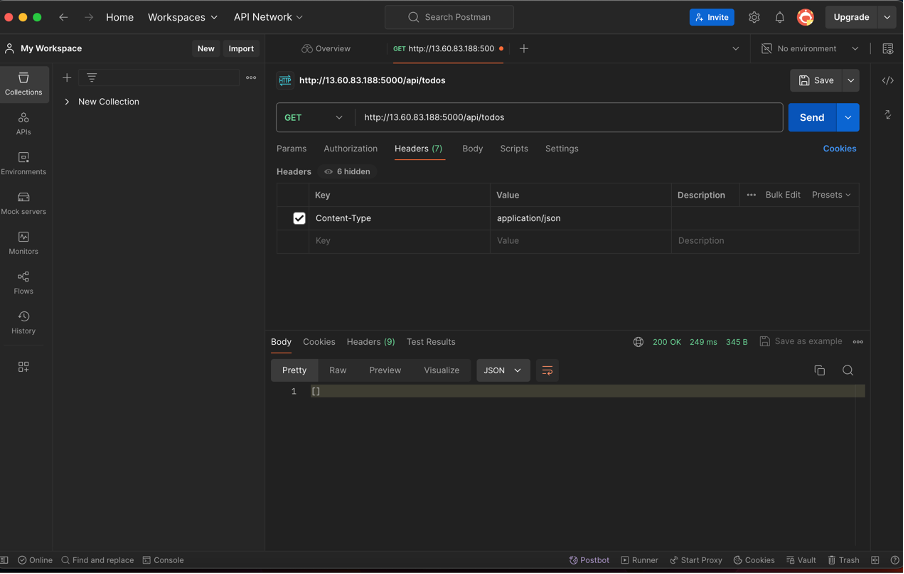 Home Workspaces API Network Search Postman Invite Upgrade
My Workspace New Import Overview GET http://13.60.83.188:500 No environment
Collections
New Collection
APIs
Environments
Mock servers
Monitors
Flows
History
HTTP http://13.60.83.188:5000/api/todos Save
GET http://13.60.83.188:5000/api/todos Send
Params Authorization Headers (7) Body Scripts Settings Cookies
Headers 6 hidden
Key Value Description Bulk Edit Presets
Content-Type application/json
Key Value Description
Body Cookies Headers (9) Test Results 200 OK 249 ms 345 B Save as example
Pretty Raw Preview Visualize JSON
1 []
Online Find and replace Console Postbot Runner Start Proxy Cookies Vault Trash